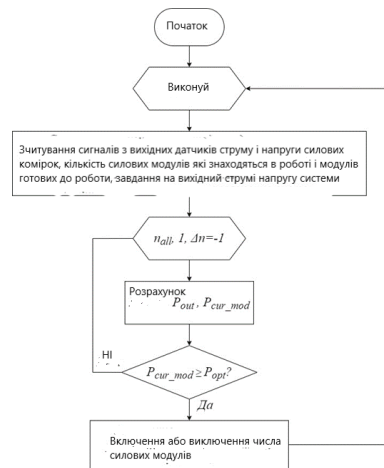 Початок
Виконуй
Зчитування сигналів з вихідних датчиків струму і напруги силових
комірок, кількість силових модулів які знаходяться в роботі і модулів
готових до роботи, завдання на вихідний струмі напругу системи
n_all, 1, Δn=-1
Розрахунок
P_out , P_cur_mod
НІ
P_cur_mod ≥ P_opt?
Да
Включення або виключення числа
силових модулів